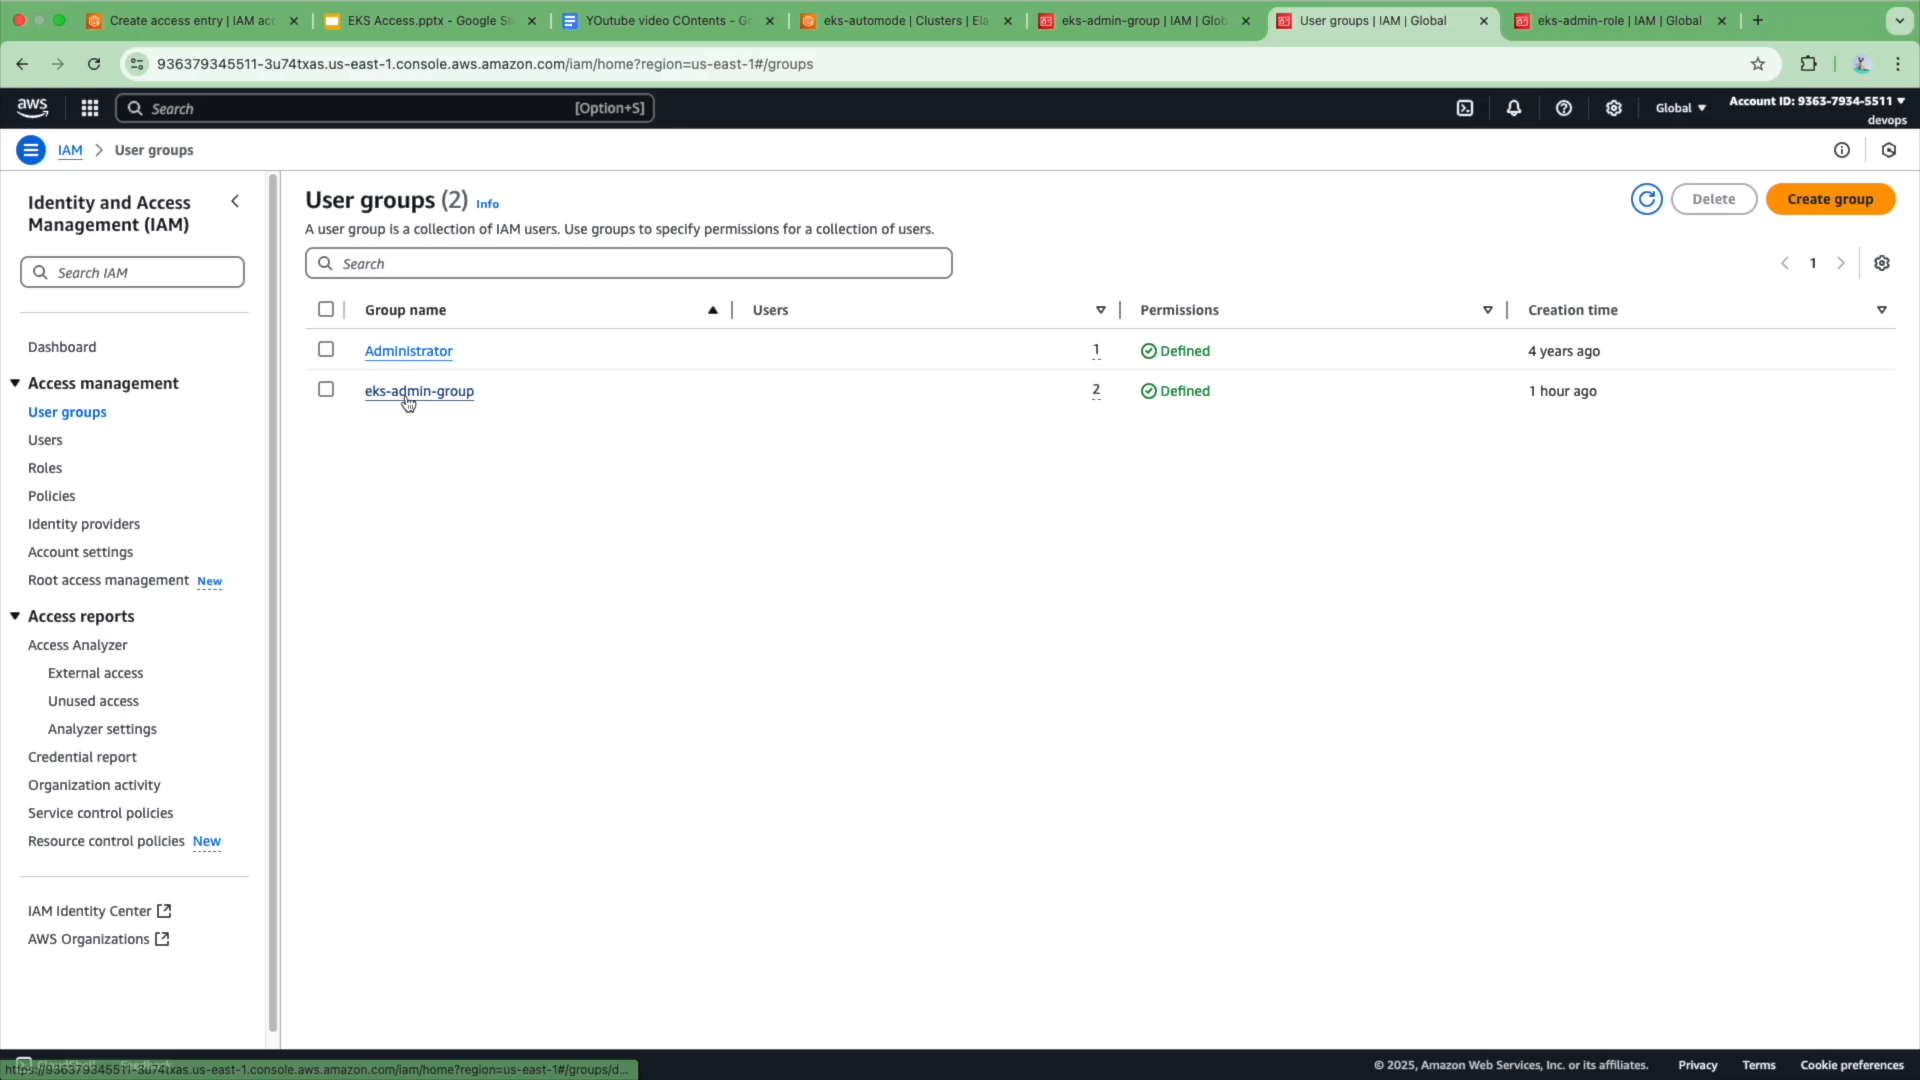 Create access entry | IAM acc
EKS Access.pptx - Google Sli
YOutube video COntents - Go
eks-automode | Clusters | Ela
eks-admin-group | IAM | Glob
User groups | IAM | Global
eks-admin-role | IAM | Global
936379345511-3u74txas.us-east-1.console.aws.amazon.com/iam/home?region=us-east-1#/groups
aws
Search [Option+S]
Global
Account ID: 9363-7934-5511
devops
IAM > User groups
Identity and Access
Management (IAM)
Search IAM
Dashboard
Access management
User groups
Users
Roles
Policies
Identity providers
Account settings
Root access management New
Access reports
Access Analyzer
External access
Unused access
Analyzer settings
Credential report
Organization activity
Service control policies
Resource control policies New
IAM Identity Center
AWS Organizations
User groups (2) Info
A user group is a collection of IAM users. Use groups to specify permissions for a collection of users.
Delete
Create group
Search
1
Group name Users Permissions Creation time
Administrator 1 Defined 4 years ago
eks-admin-group 2 Defined 1 hour ago
CloudShell Feedback
https://936379345511-3u74txas.us-east-1.console.aws.amazon.com/iam/home?region=us-east-1#/groups/d...
© 2025, Amazon Web Services, Inc. or its affiliates. Privacy Terms Cookie preferences